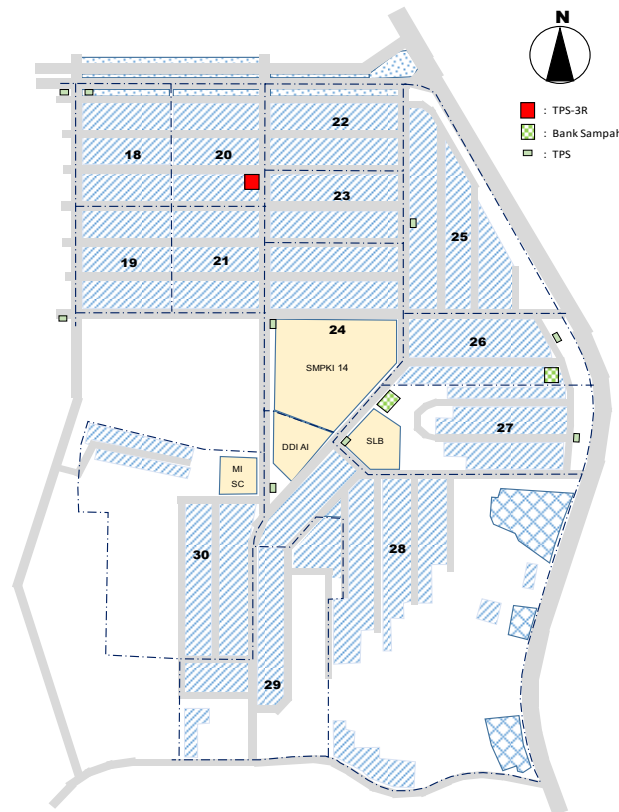 N
: TPS-3R
: Bank Sampah
: TPS
22
18
20
23
25
19
21
24
26
SMPKI 14
27
DDI AI
SLB
MI
SC
28
30
29